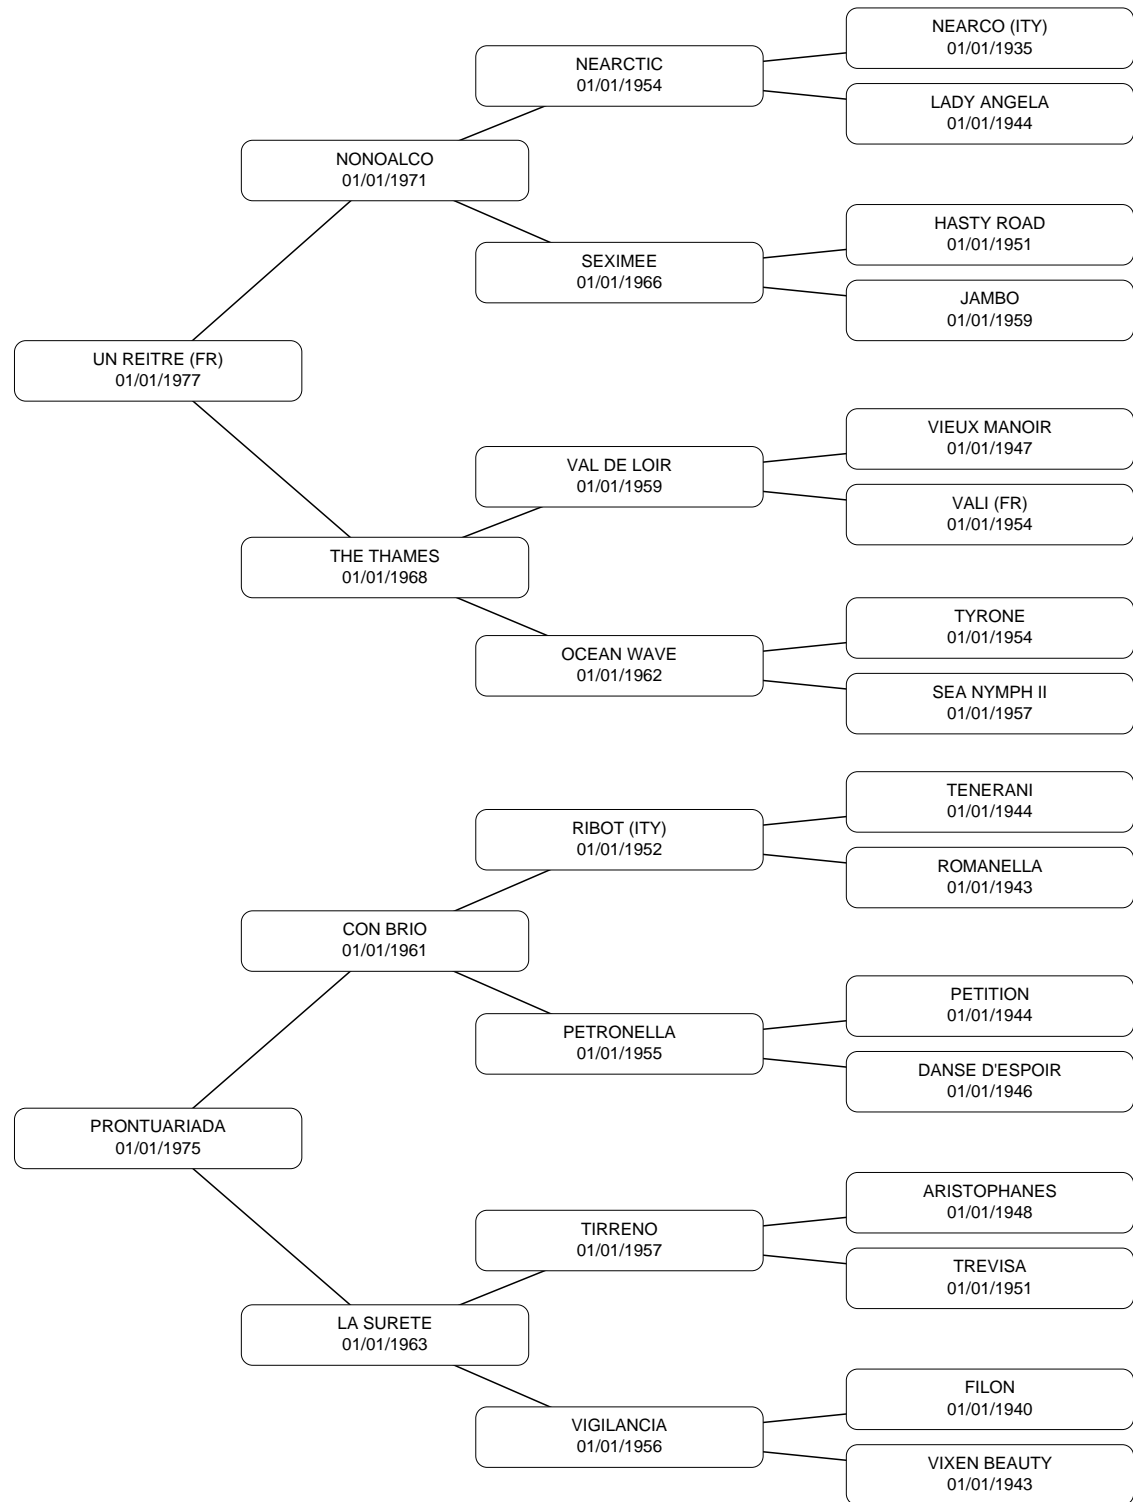 NEARCO (ITY)
01/01/1935
NEARCTIC
01/01/1954
LADY ANGELA
01/01/1944
NONOALCO
01/01/1971
HASTY ROAD
01/01/1951
SEXIMEE
01/01/1966
JAMBO
01/01/1959
UN REITRE (FR)
01/01/1977
VIEUX MANOIR
01/01/1947
VAL DE LOIR
01/01/1959
VALI (FR)
01/01/1954
THE THAMES
01/01/1968
TYRONE
01/01/1954
OCEAN WAVE
01/01/1962
SEA NYMPH II
01/01/1957
TENERANI
01/01/1944
RIBOT (ITY)
01/01/1952
ROMANELLA
01/01/1943
CON BRIO
01/01/1961
PETITION
01/01/1944
PETRONELLA
01/01/1955
DANSE D'ESPOIR
01/01/1946
PRONTUARIADA
01/01/1975
ARISTOPHANES
01/01/1948
TIRRENO
01/01/1957
TREVISA
01/01/1951
LA SURETE
01/01/1963
FILON
01/01/1940
VIGILANCIA
01/01/1956
VIXEN BEAUTY
01/01/1943